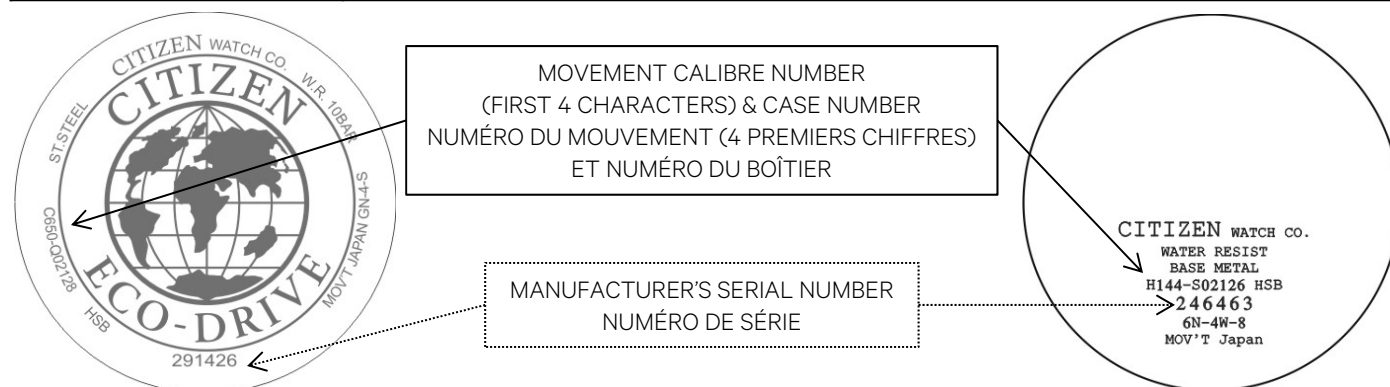 CITIZEN WATCH CO.
W.R. 10BAR
ST.STEEL
CITIZEN
ECO-DRIVE
C650-Q02128
HSB
MOV'T JAPAN GN-4-S
291426
MOVEMENT CALIBRE NUMBER
(FIRST 4 CHARACTERS) & CASE NUMBER
NUMÉRO DU MOUVEMENT (4 PREMIERS CHIFFRES)
ET NUMÉRO DU BOÎTIER
MANUFACTURER'S SERIAL NUMBER
NUMÉRO DE SÉRIE
CITIZEN WATCH CO.
WATER RESIST
BASE METAL
H144-S02126 HSB
246463
6N-4W-8
MOV'T Japan